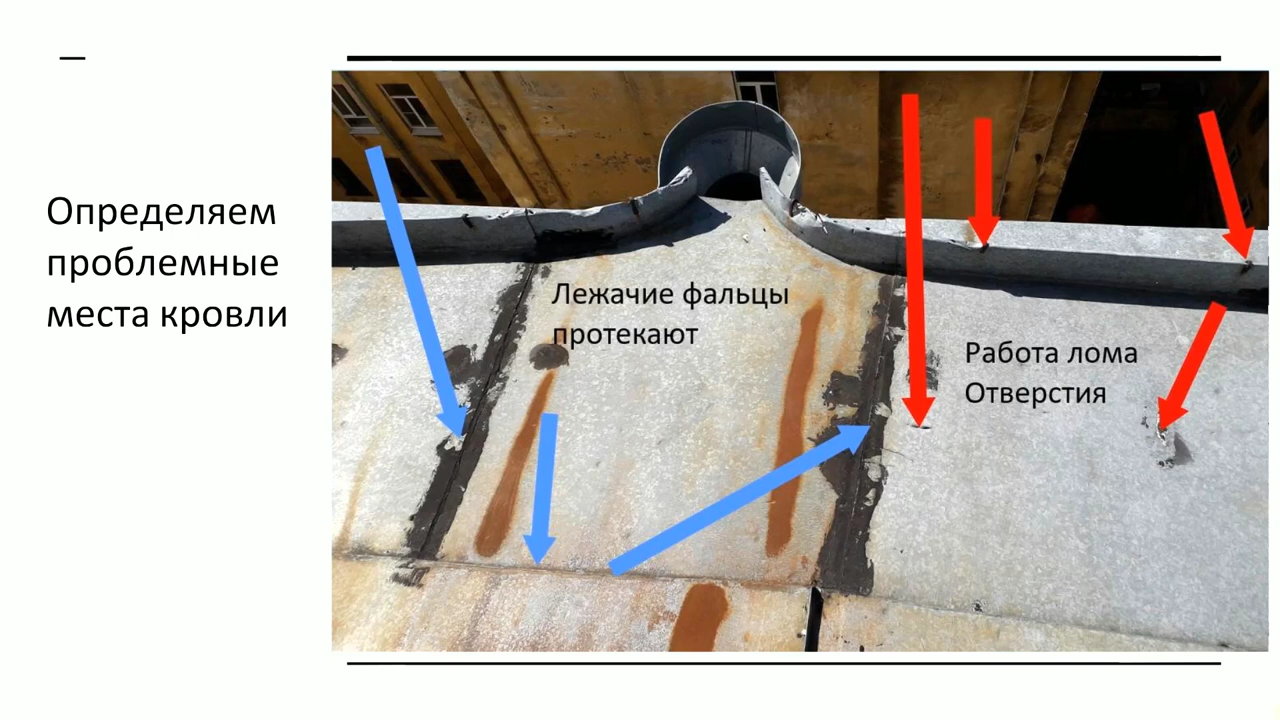 Определяем
проблемные
места кровли
Лежачие фальцы
протекают
Работа лома
Отверстия